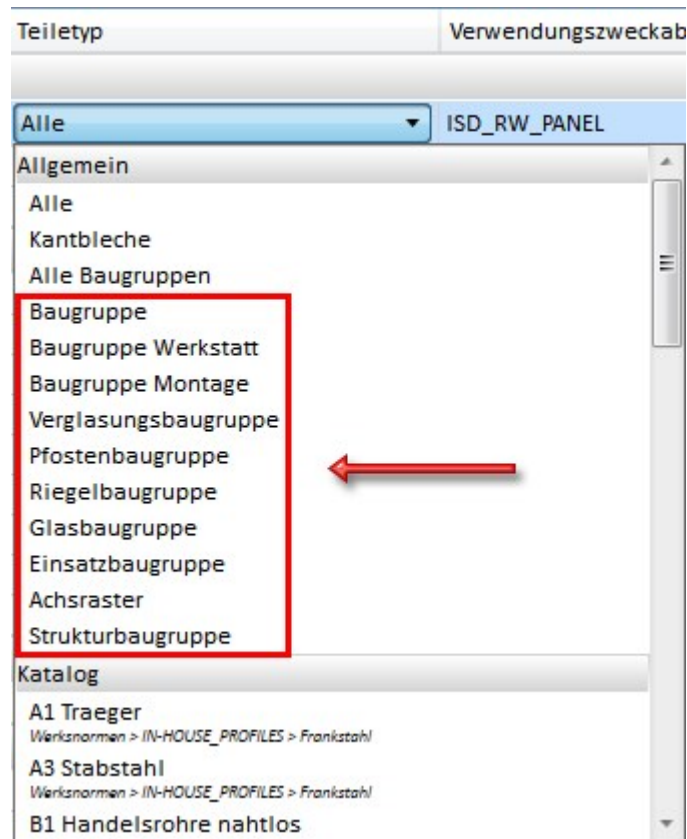 Teiletyp Verwendungszweckab
Alle ISD_RW_PANEL
Allgemein
Alle
Kantbleche
Alle Baugruppen
Baugruppe
Baugruppe Werkstatt
Baugruppe Montage
Verglasungsbaugruppe
Pfostenbaugruppe
Riegelbaugruppe
Glasbaugruppe
Einsatzbaugruppe
Achsraster
Strukturbaugruppe
Katalog
A1 Traeger
Werksnormen > IN-HOUSE_PROFILES > Frankstahl
A3 Stabstahl
Werksnormen > IN-HOUSE_PROFILES > Frankstahl
B1 Handelsrohre nahtlos